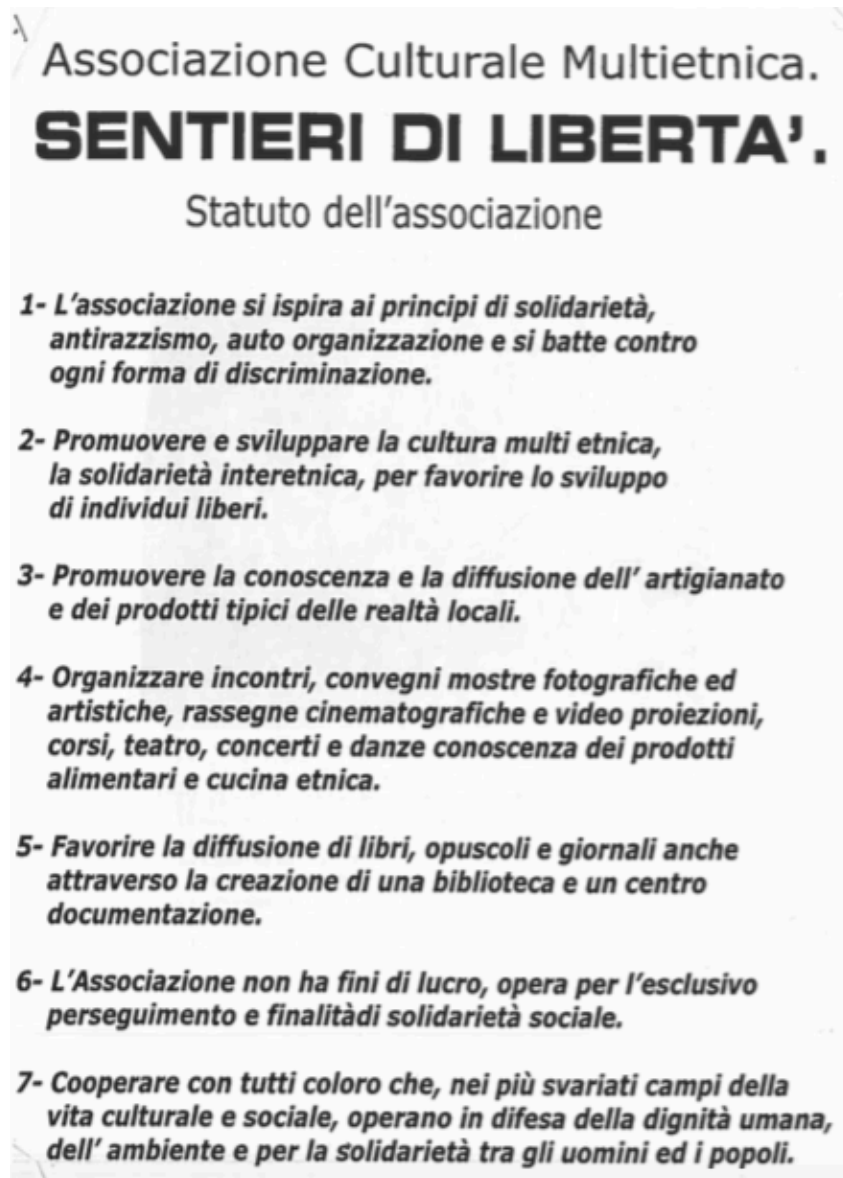 Associazione Culturale Multietnica.
SENTIERI DI LIBERTA'.
Statuto dell'associazione
1- L'associazione si ispira ai principi di solidarietà,
antirazzismo, auto organizzazione e si batte contro
ogni forma di discriminazione.
2- Promuovere e sviluppare la cultura multi etnica,
la solidarietà interetnica, per favorire lo sviluppo
di individui liberi.
3- Promuovere la conoscenza e la diffusione dell' artigianato
e dei prodotti tipici delle realtà locali.
4- Organizzare incontri, convegni mostre fotografiche ed
artistiche, rassegne cinematografiche e video proiezioni,
corsi, teatro, concerti e danze conoscenza dei prodotti
alimentari e cucina etnica.
5- Favorire la diffusione di libri, opuscoli e giornali anche
attraverso la creazione di una biblioteca e un centro
documentazione.
6- L'Associazione non ha fini di lucro, opera per l'esclusivo
perseguimento e finalitàdi solidarietà sociale.
7- Cooperare con tutti coloro che, nei più svariati campi della
vita culturale e sociale, operano in difesa della dignità umana,
dell' ambiente e per la solidarietà tra gli uomini ed i popoli.